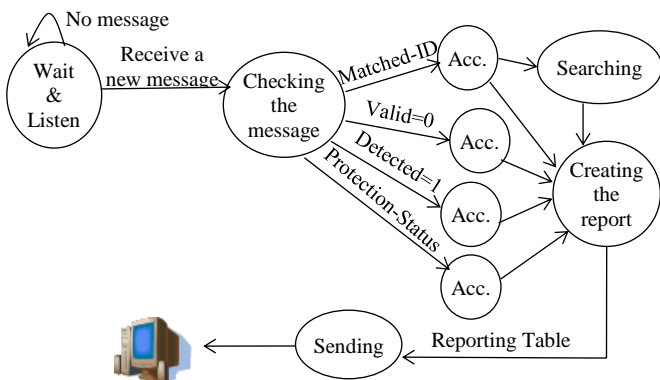 No message
Wait
&
Listen
Receive a
new message
Checking
the
message
Matched-ID
Valid=0
Detected=1
Protection-Status
Acc.
Acc.
Acc.
Acc.
Searching
Creating
the
report
Reporting Table
Sending